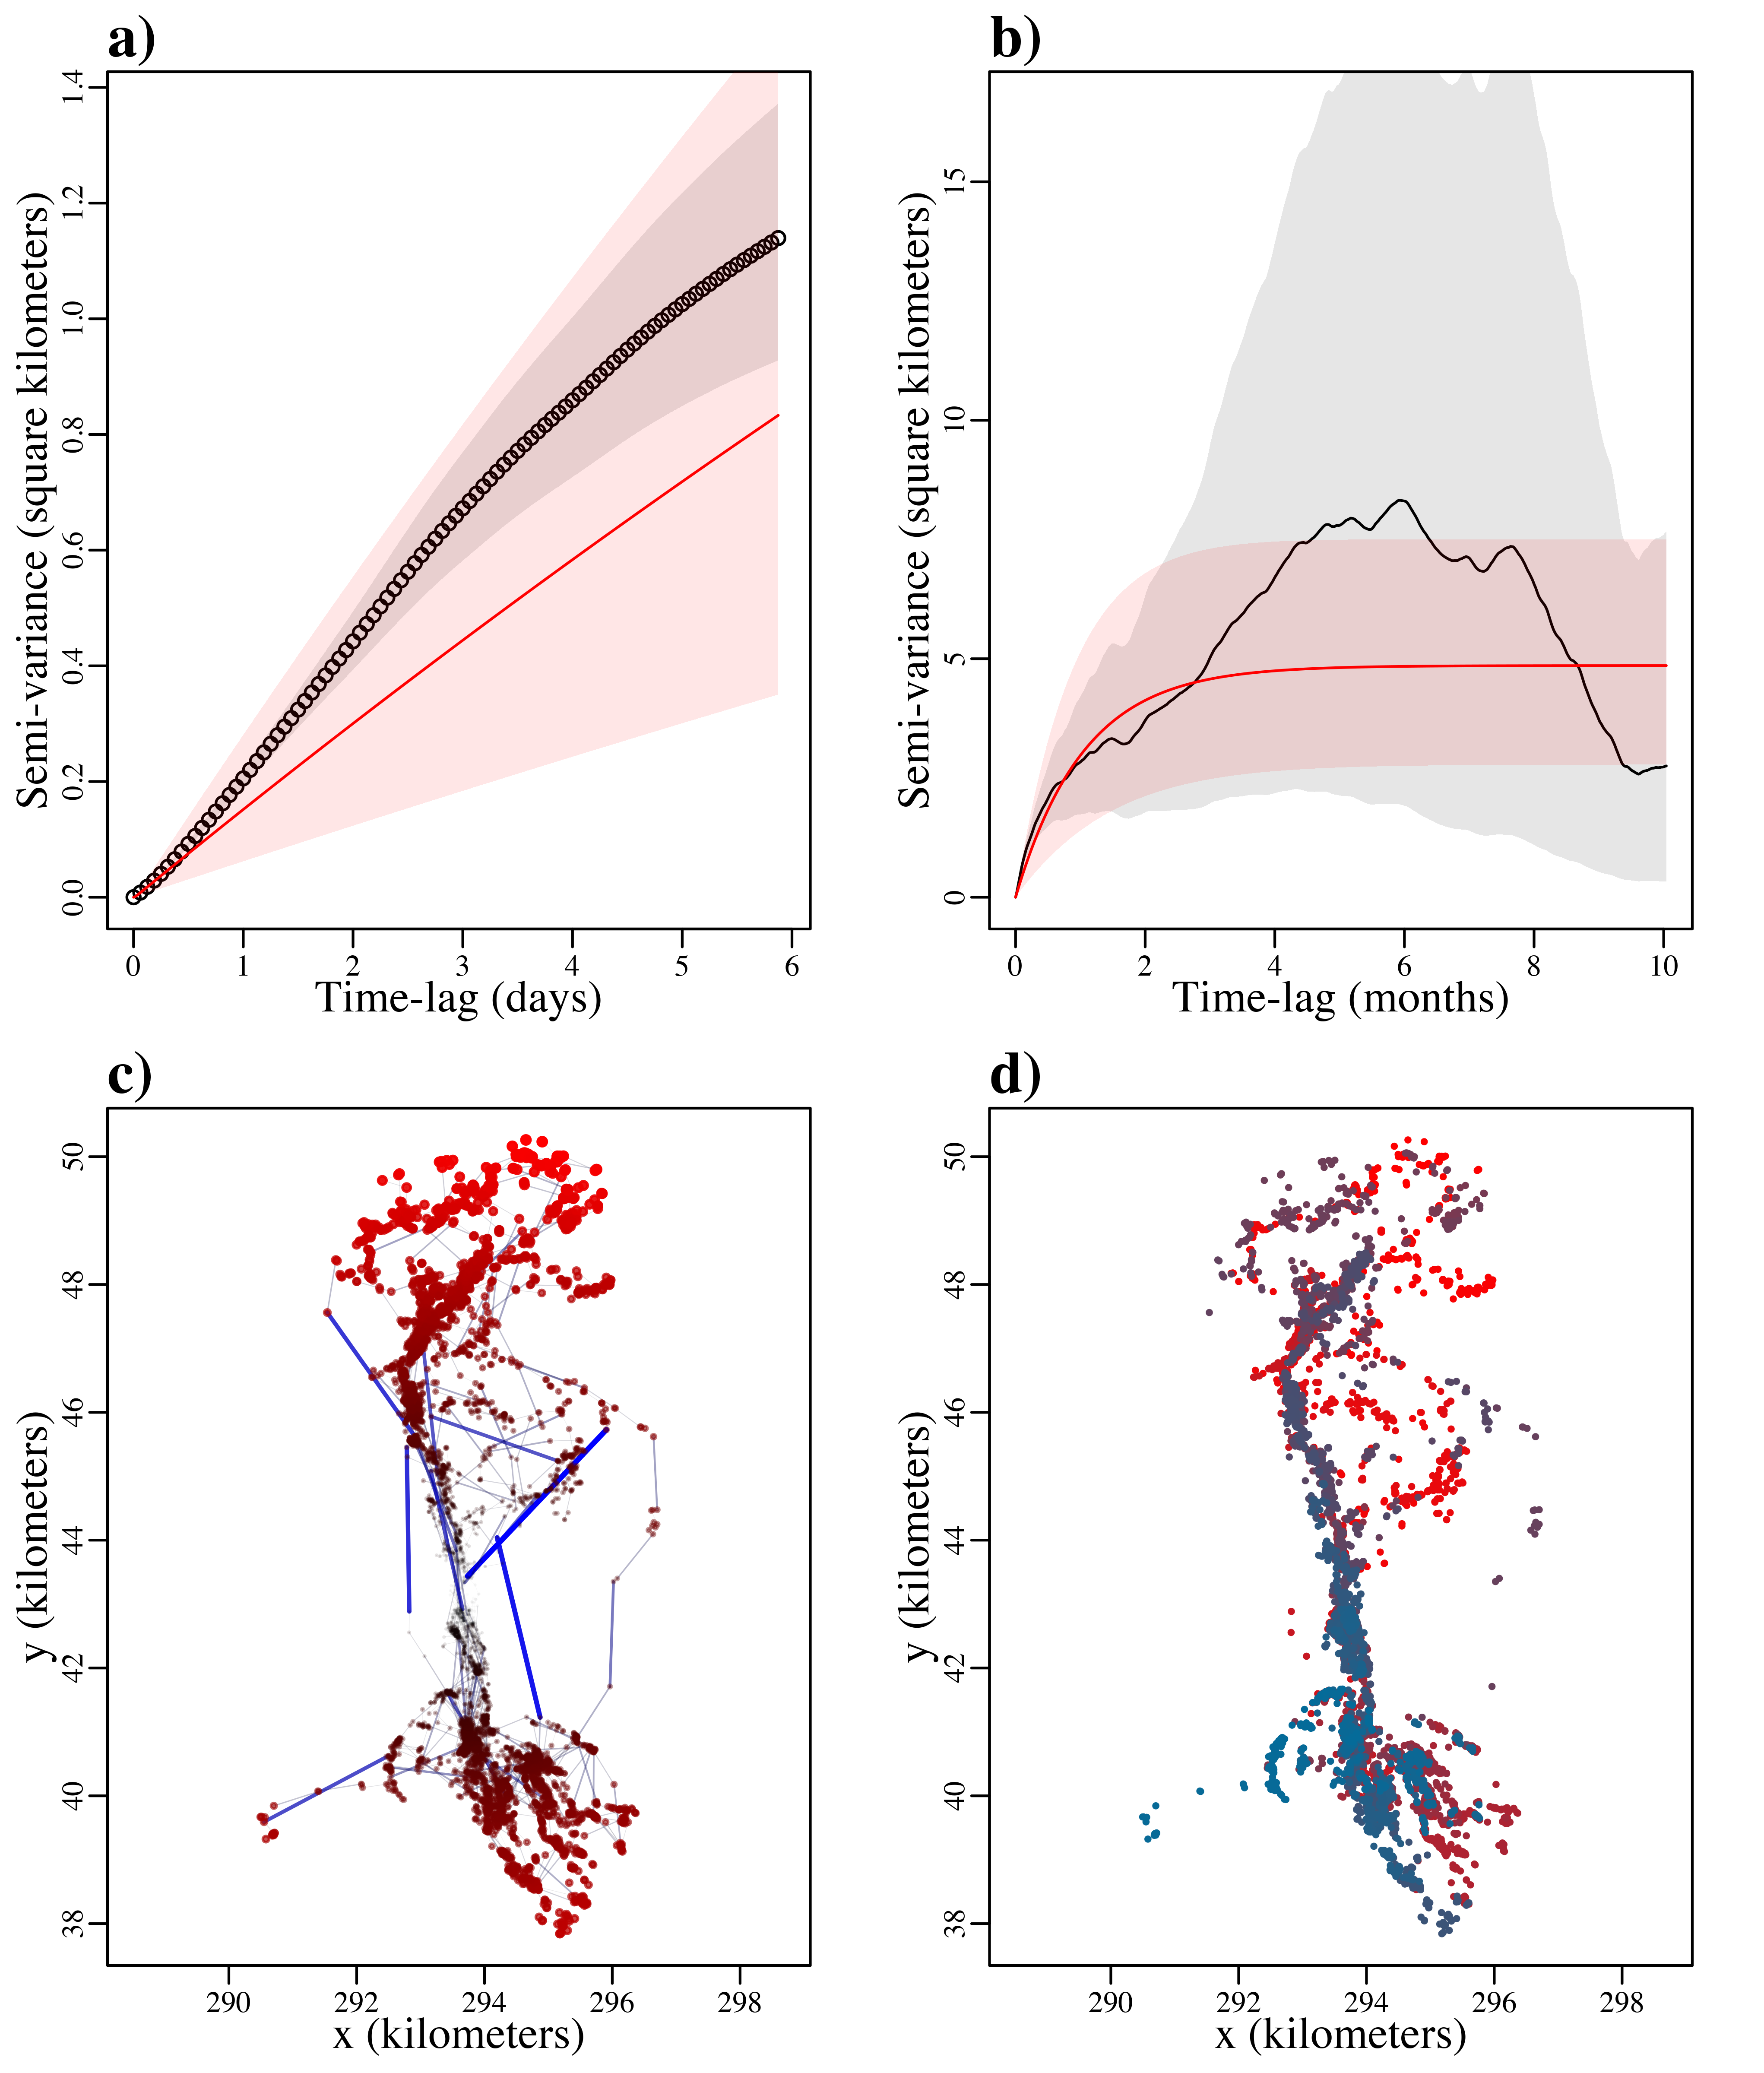 a)
Semi-variance (square kilometers)
0.0 0.2 0.4 0.6 0.8 1.0 1.2 1.4
0 1 2 3 4 5 6
Time-lag (days)
b)
Semi-variance (square kilometers)
0 5 10 15
0 2 4 6 8 10
Time-lag (months)
c)
y (kilometers)
38 40 42 44 46 48 50
290 292 294 296 298
x (kilometers)
d)
y (kilometers)
38 40 42 44 46 48 50
290 292 294 296 298
x (kilometers)